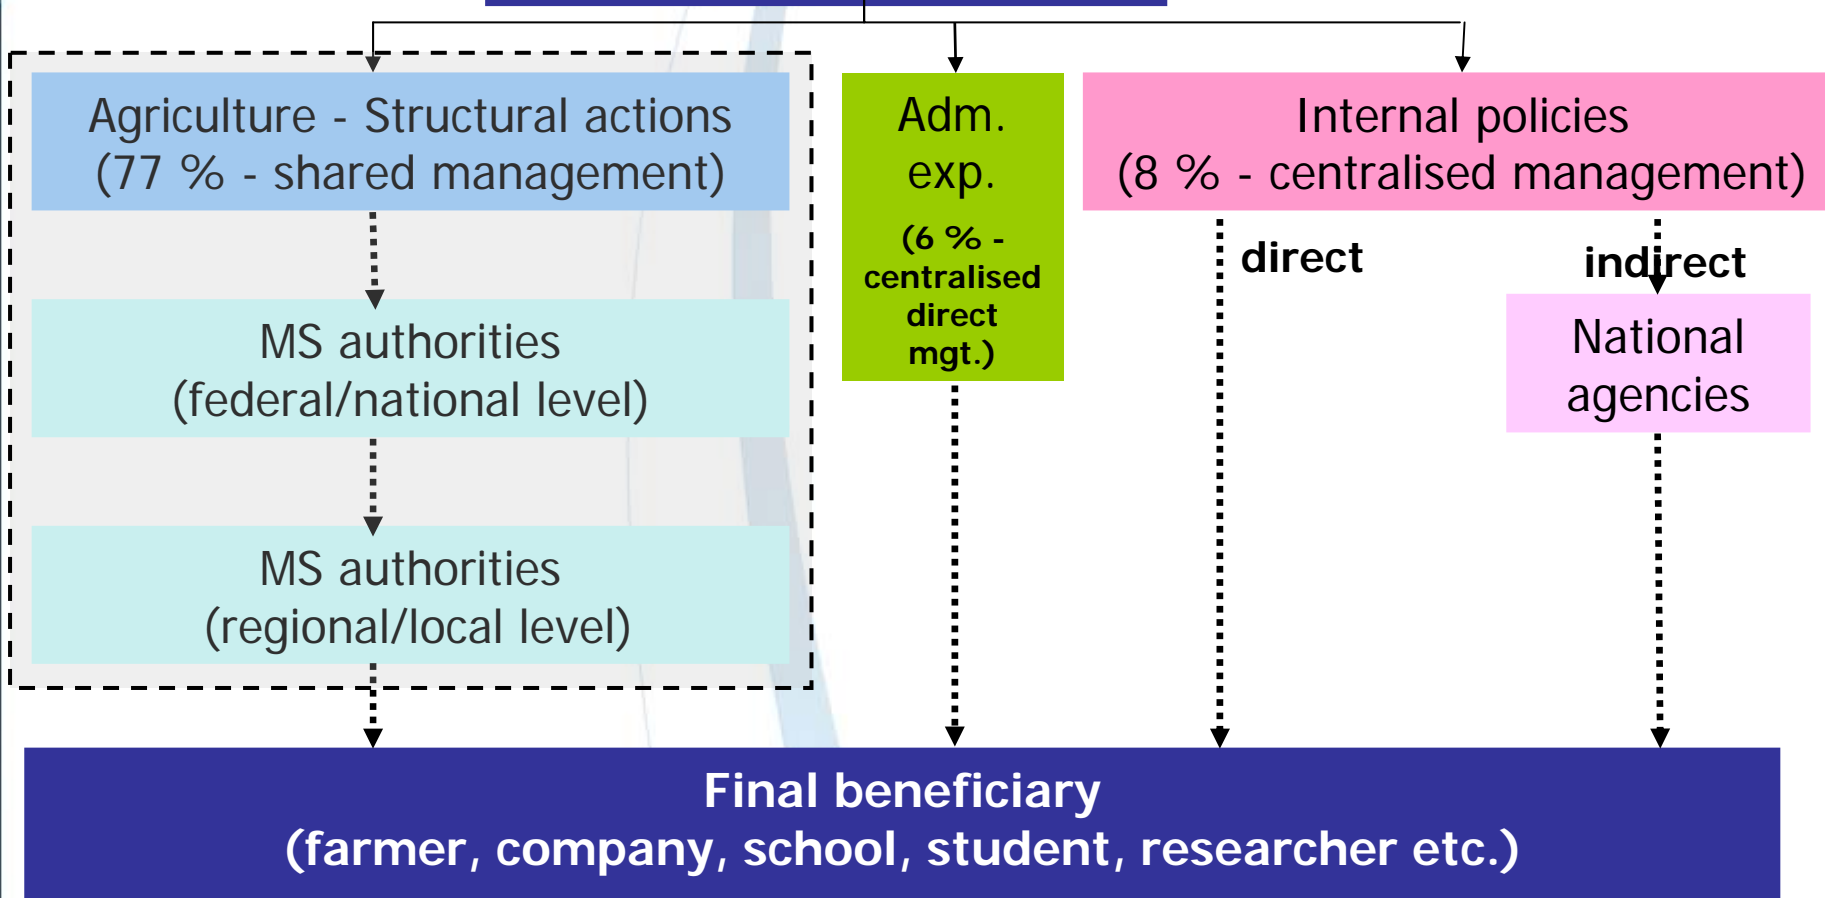 Agriculture - Structural actions
(77 % - shared management)
Adm.
exp.
(6 % -
centralised
direct
mgt.)
Internal policies
(8 % - centralised management)
direct
indirect
MS authorities
(federal/national level)
National
agencies
MS authorities
(regional/local level)
Final beneficiary
(farmer, company, school, student, researcher etc.)